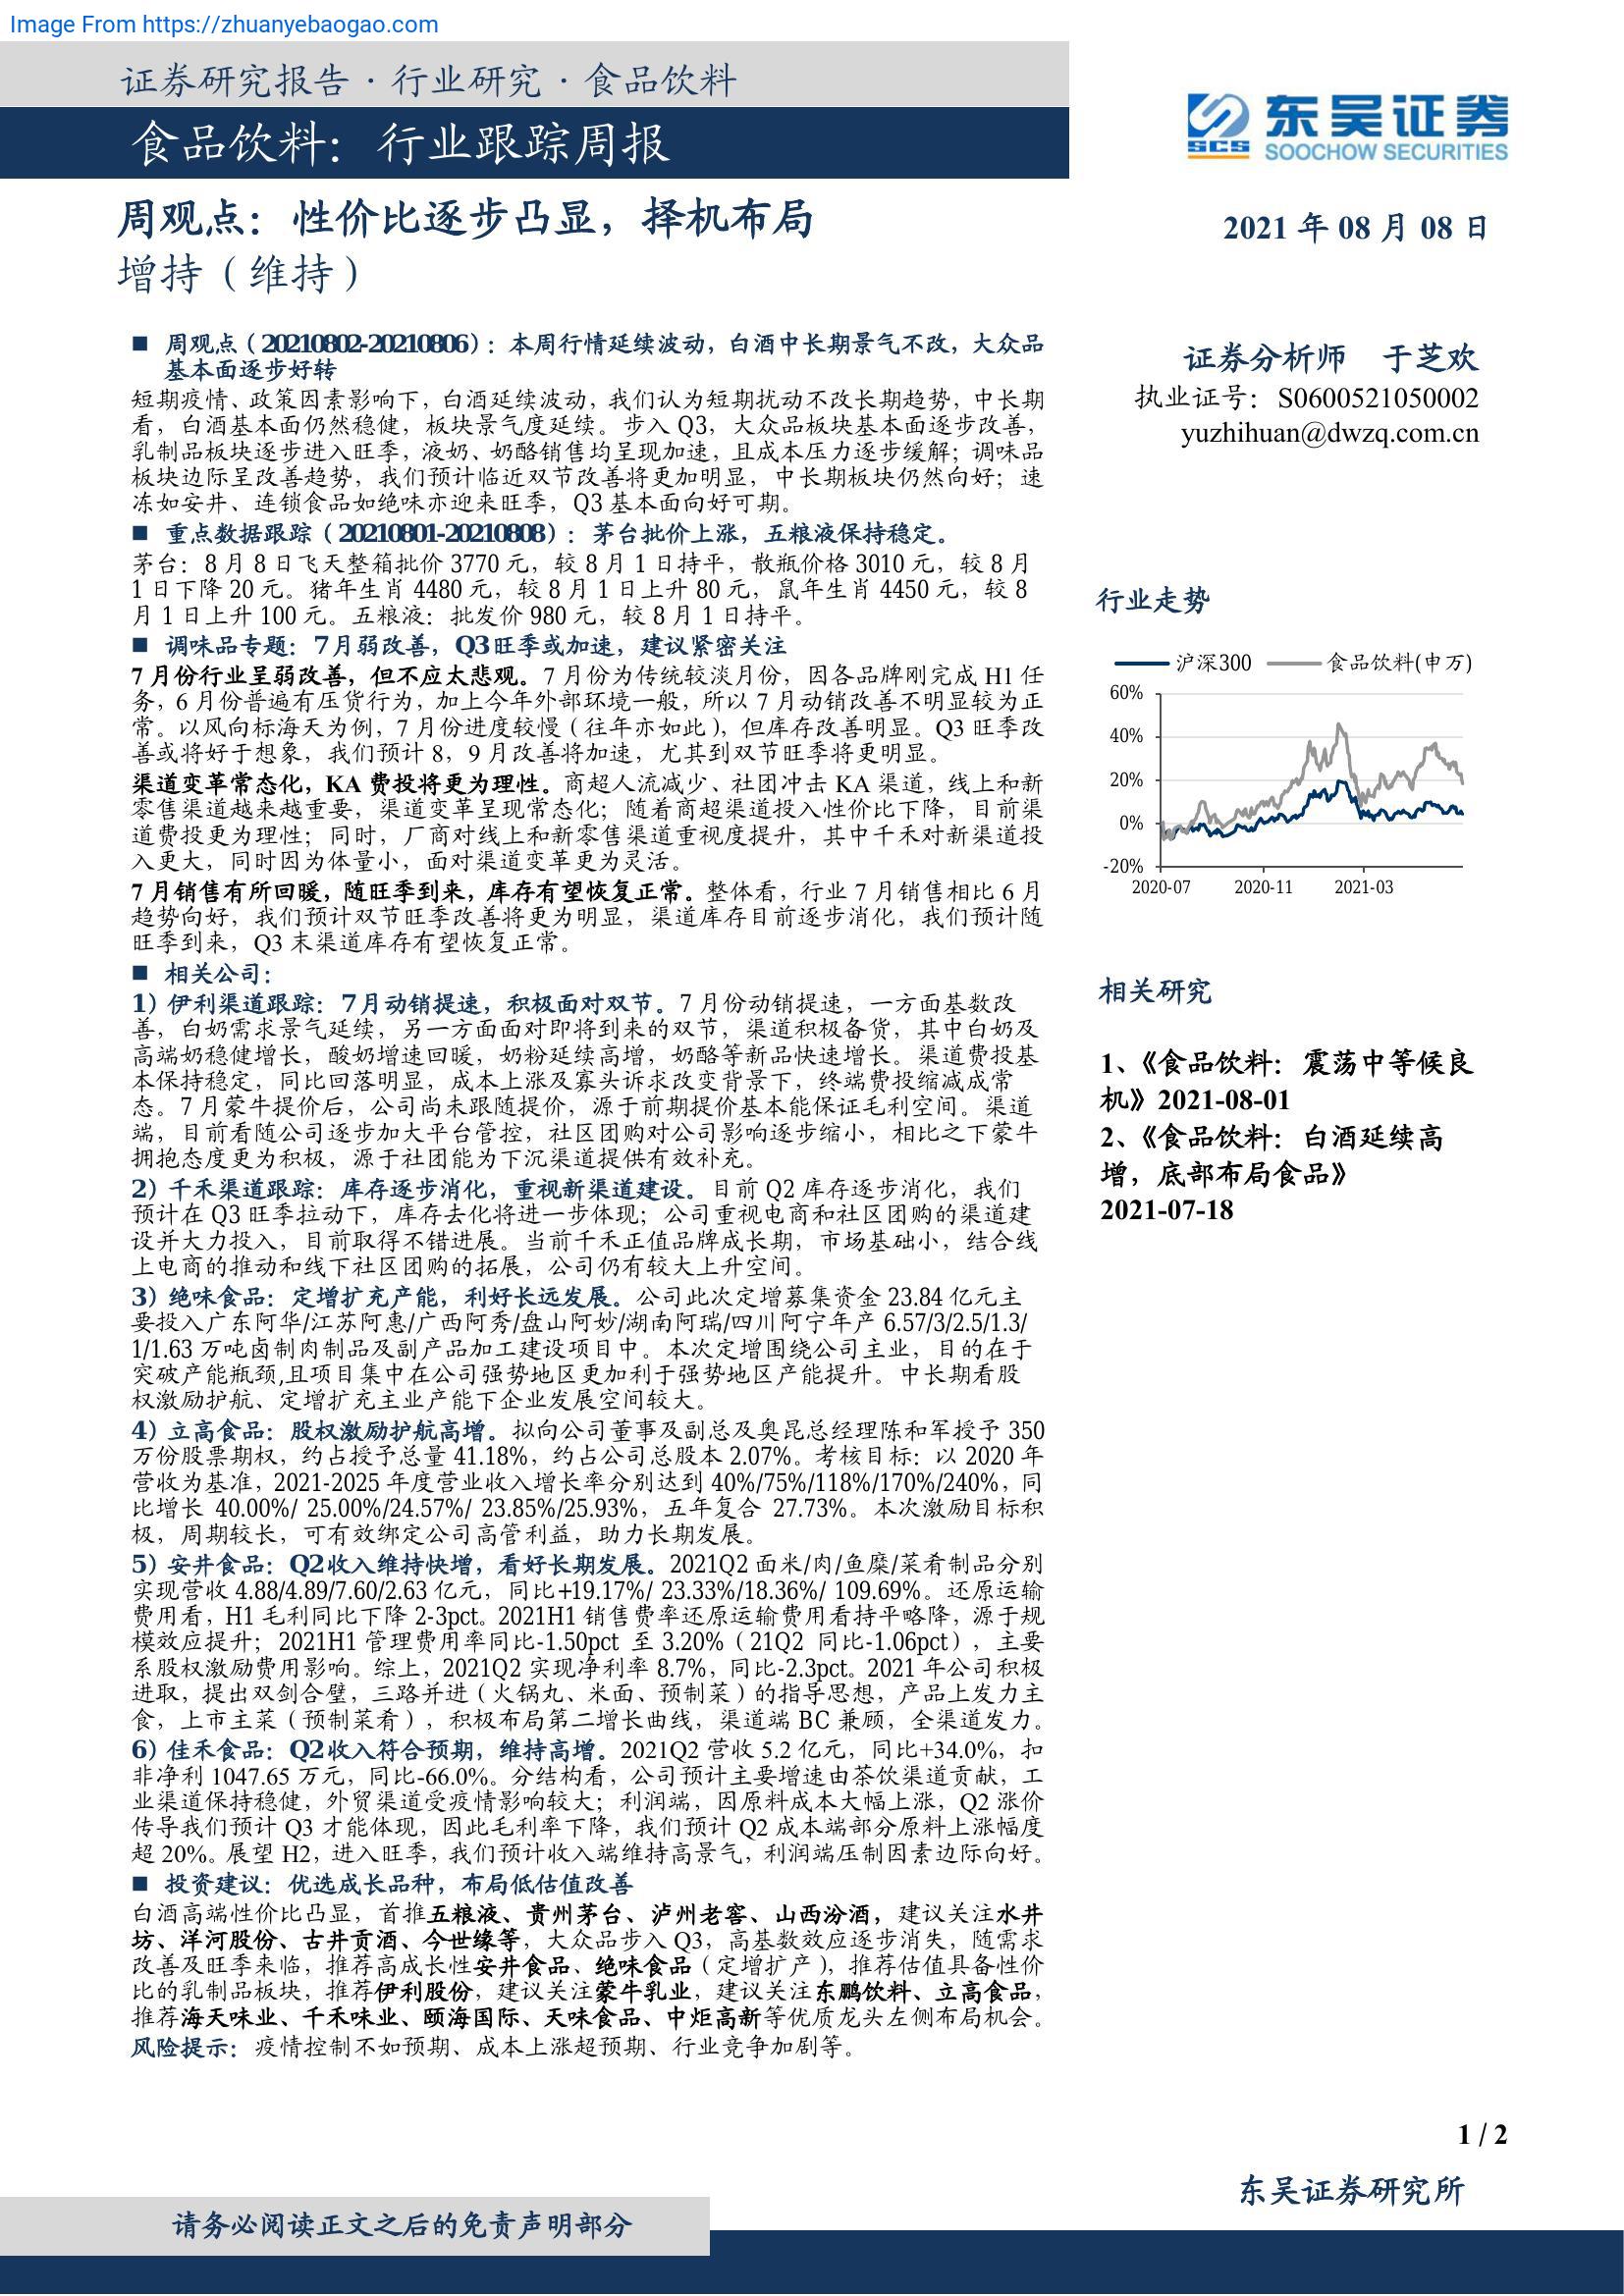 Image From https://zhuanyebaogao.com
证券研究报告·行业研究·食品饮料
食品饮料：行业跟踪周报
东吴证券
SCS
SOOCHOW SECURITIES
周观点：性价比逐步凸显，择机布局
增持（维持）
2021 年 08 月 08 日
■ 周观点（20210802-20210806）：本周行情延续波动，白酒中长期景气不改，大众品
基本面逐步好转
短期疫情、政策因素影响下，白酒延续波动，我们认为短期扰动不改长期趋势，中长期
看，白酒基本面仍然稳健，板块景气度延续。步入 Q3，大众品板块基本面逐步改善，
乳制品板块逐步进入旺季，液奶、奶酪销售均呈现加速，且成本压力逐步缓解；调味品
板块边际呈改善趋势，我们预计临近双节改善将更加明显，中长期板块仍然向好；速
冻如安井、连锁食品如绝味亦迎来旺季，Q3 基本面向好可期。
■ 重点数据跟踪（20210801-20210808）：茅台批价上涨，五粮液保持稳定。
茅台：8 月 8 日飞天整箱批价 3770 元，较 8 月 1 日持平，散瓶价格 3010 元，较 8 月
1 日下降 20 元。猪年生肖 4480 元，较 8 月 1 日上升 80 元，鼠年生肖 4450 元，较 8
月 1 日上升 100 元。五粮液：批发价 980 元，较 8 月 1 日持平。
■ 调味品专题：7月弱改善，Q3旺季或加速，建议紧密关注
7 月份行业呈弱改善，但不应太悲观。7 月份为传统较淡月份，因各品牌刚完成 H1 任
务，6 月份普遍有压货行为，加上今年外部环境一般，所以 7 月动销改善不明显较为正
常。以风向标海天为例，7 月份进度较慢（往年亦如此），但库存改善明显。Q3 旺季改
善或将好于想象，我们预计 8，9 月改善将加速，尤其到双节旺季将更明显。
渠道变革常态化，KA 费投将更为理性。商超人流减少、社团冲击 KA 渠道，线上和新
零售渠道越来越重要，渠道变革呈现常态化；随着商超渠道投入性价比下降，目前渠
道费投更为理性；同时，厂商对线上和新零售渠道重视度提升，其中千禾对新渠道投
入更大，同时因为体量小，面对渠道变革更为灵活。
7 月销售有所回暖，随旺季到来，库存有望恢复正常。整体看，行业 7 月销售相比 6 月
趋势向好，我们预计双节旺季改善将更为明显，渠道库存目前逐步消化，我们预计随
旺季到来，Q3 末渠道库存有望恢复正常。
■ 相关公司：
1）伊利渠道跟踪：7月动销提速，积极面对双节。7 月份动销提速，一方面基数改
善，白奶需求景气延续，另一方面面对即将到来的双节，渠道积极备货，其中白奶及
高端奶稳健增长，酸奶增速回暖，奶粉延续高增，奶酪等新品快速增长。渠道费投基
本保持稳定，同比回落明显，成本上涨及寡头诉求改变背景下，终端费投缩减成常
态。7 月蒙牛提价后，公司尚未跟随提价，源于前期提价基本能保证毛利空间。渠道
端，目前看随公司逐步加大平台管控，社区团购对公司影响逐步缩小，相比之下蒙牛
拥抱态度更为积极，源于社团能为下沉渠道提供有效补充。
2）千禾渠道跟踪：库存逐步消化，重视新渠道建设。目前 Q2 库存逐步消化，我们
预计在 Q3 旺季拉动下，库存去化将进一步体现；公司重视电商和社区团购的渠道建
设并大力投入，目前取得不错进展。当前千禾正值品牌成长期，市场基础小，结合线
上电商的推动和线下社区团购的拓展，公司仍有较大上升空间。
3）绝味食品：定增扩充产能，利好长远发展。公司此次定增募集资金 23.84 亿元主
要投入广东阿华/江苏阿惠/广西阿秀/盘山阿妙/湖南阿瑞/四川阿宁年产 6.57/3/2.5/1.3/
1/1.63 万吨卤制肉制品及副产品加工建设项目中。本次定增围绕公司主业，目的在于
突破产能瓶颈,且项目集中在公司强势地区更加利于强势地区产能提升。中长期看股
权激励护航、定增扩充主业产能下企业发展空间较大。
4）立高食品：股权激励护航高增。拟向公司董事及副总及奥昆总经理陈和军授予 350
万份股票期权，约占授予总量 41.18%，约占公司总股本 2.07%。考核目标：以 2020 年
营收为基准，2021-2025 年度营业收入增长率分别达到 40%/75%/118%/170%/240%，同
比增长 40.00%/ 25.00%/24.57%/ 23.85%/25.93%，五年复合 27.73%。本次激励目标积
极，周期较长，可有效绑定公司高管利益，助力长期发展。
5）安井食品：Q2收入维持快增，看好长期发展。2021Q2 面米/肉/鱼糜/菜肴制品分别
实现营收 4.88/4.89/7.60/2.63 亿元，同比+19.17%/ 23.33%/18.36%/ 109.69%。还原运输
费用看，H1 毛利同比下降 2-3pct。2021H1 销售费率还原运输费用看持平略降，源于规
模效应提升；2021H1 管理费用率同比-1.50pct 至 3.20%（21Q2 同比-1.06pct），主要
系股权激励费用影响。综上，2021Q2 实现净利率 8.7%，同比-2.3pct。2021 年公司积极
进取，提出双剑合璧，三路并进（火锅丸、米面、预制菜）的指导思想，产品上发力主
食，上市主菜（预制菜肴），积极布局第二增长曲线，渠道端 BC 兼顾，全渠道发力。
6）佳禾食品：Q2收入符合预期，维持高增。2021Q2 营收 5.2 亿元，同比+34.0%，扣
非净利 1047.65 万元，同比-66.0%。分结构看，公司预计主要增速由茶饮渠道贡献，工
业渠道保持稳健，外贸渠道受疫情影响较大；利润端，因原料成本大幅上涨，Q2 涨价
传导我们预计 Q3 才能体现，因此毛利率下降，我们预计 Q2 成本端部分原料上涨幅度
超 20%。展望 H2，进入旺季，我们预计收入端维持高景气，利润端压制因素边际向好。
■ 投资建议：优选成长品种，布局低估值改善
白酒高端性价比凸显，首推五粮液、贵州茅台、泸州老窖、山西汾酒，建议关注水井
坊、洋河股份、古井贡酒、今世缘等，大众品步入 Q3，高基数效应逐步消失，随需求
改善及旺季来临，推荐高成长性安井食品、绝味食品（定增扩产），推荐估值具备性价
比的乳制品板块，推荐伊利股份，建议关注蒙牛乳业，建议关注东鹏饮料、立高食品，
推荐海天味业、千禾味业、颐海国际、天味食品、中炬高新等优质龙头左侧布局机会。
风险提示：疫情控制不如预期、成本上涨超预期、行业竞争加剧等。
证券分析师 于芝欢
执业证号：S0600521050002
yuzhihuan@dwzq.com.cn
行业走势
沪深300 食品饮料(申万)
60%
40%
20%
0%
-20%
2020-07 2020-11 2021-03
相关研究
1、《食品饮料：震荡中等候良
机》2021-08-01
2、《食品饮料：白酒延续高
增，底部布局食品》
2021-07-18
1 / 2
东吴证券研究所
请务必阅读正文之后的免责声明部分